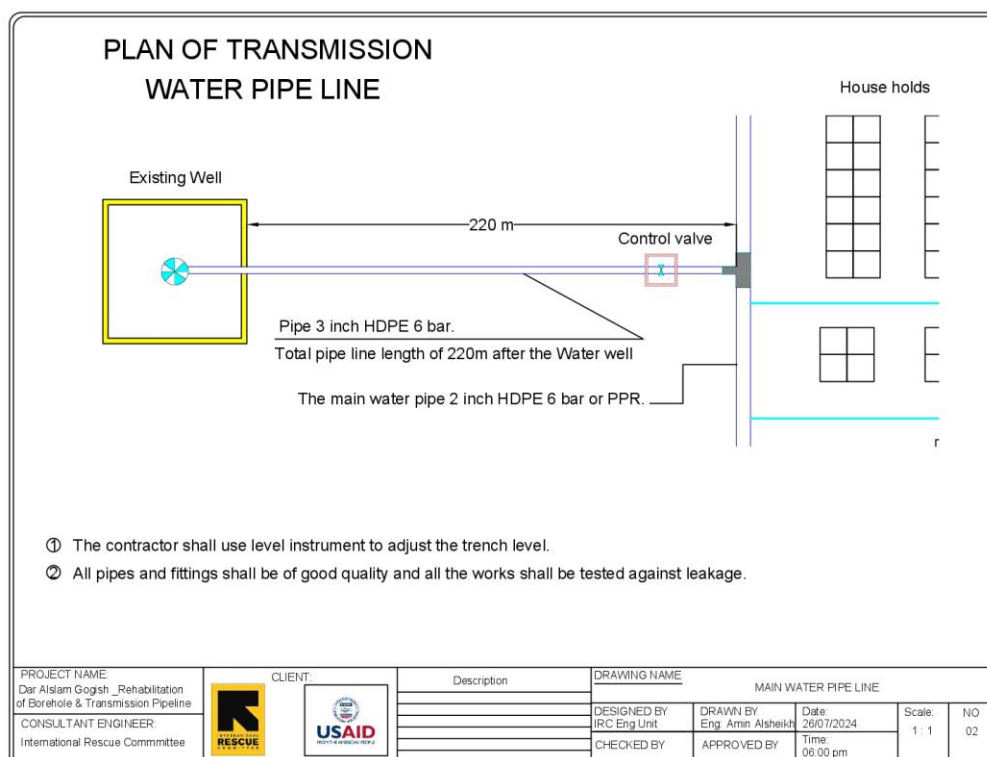 PLAN OF TRANSMISSION
WATER PIPE LINE
House holds
Existing Well
220 m
Control valve
Pipe 3 inch HDPE 6 bar.
Total pipe line length of 220m after the Water well
The main water pipe 2 inch HDPE 6 bar or PPR.
① The contractor shall use level instrument to adjust the trench level.
② All pipes and fittings shall be of good quality and all the works shall be tested against leakage.
PROJECT NAME:
Dar Alslam Gogish _Rehabilitation
of Borehole & Transmission Pipeline
CONSULTANT ENGINEER:
International Rescue Commmittee
CLIENT:
INTERNATIONAL
RESCUE
COMMITTEE
USAID
FROM THE AMERICAN PEOPLE
Description
DRAWING NAME
MAIN WATER PIPE LINE
DESIGNED BY
IRC Eng Unit
DRAWN BY
Eng: Amin Alsheikh
Date:
26/07/2024
Scale:
1 : 1
NO
02
CHECKED BY
APPROVED BY
Time:
06:00 pm